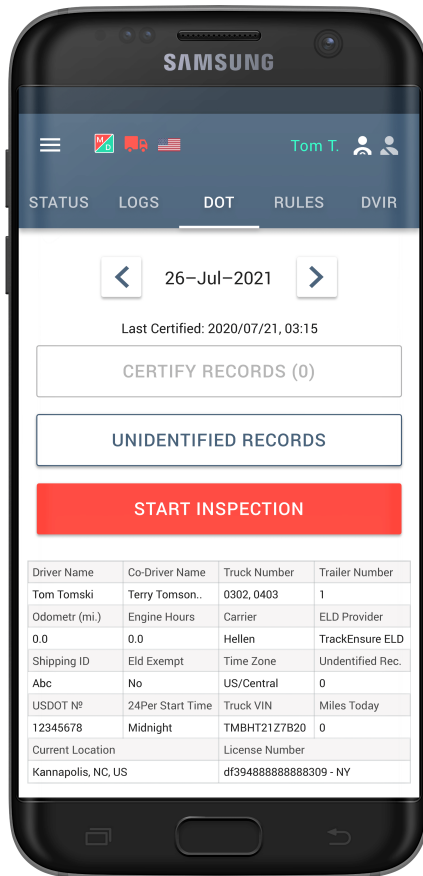 SAMSUNG
M D Tom T.
STATUS LOGS DOT RULES DVIR
26–Jul–2021
Last Certified: 2020/07/21, 03:15
CERTIFY RECORDS (0)
UNIDENTIFIED RECORDS
START INSPECTION
Driver Name Co-Driver Name Truck Number Trailer Number
Tom Tomski Terry Tomson.. 0302, 0403 1
Odometr (mi.) Engine Hours Carrier ELD Provider
0.0 0.0 Hellen TrackEnsure ELD
Shipping ID Eld Exempt Time Zone Undentified Rec.
Abc No US/Central 0
USDOT Nº 24Per Start Time Truck VIN Miles Today
12345678 Midnight TMBHT21Z7B20 0
Current Location License Number
Kannapolis, NC, US df394888888888309 - NY